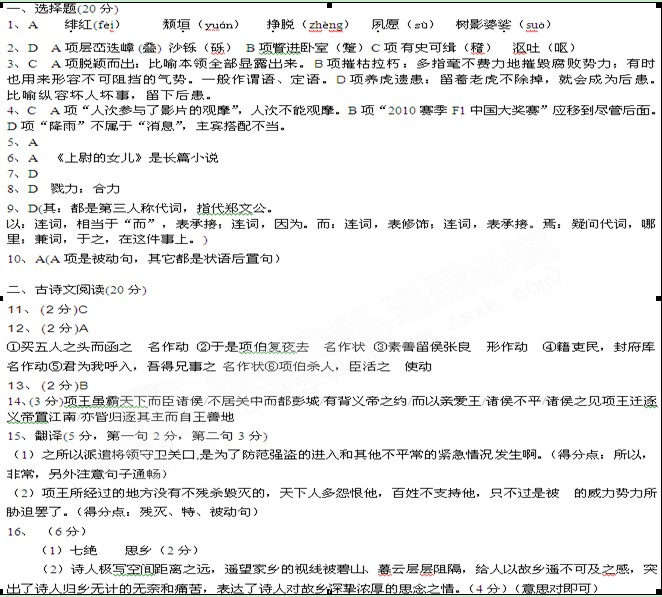 一、选择题(20 分)
1、 A 绯红(fēi) 颓垣（yuán） 挣脱（zhèng） 夙愿（sù） 树影婆娑（suō）
2、 D A 项层峦迭嶂 (叠) 沙铄（砾） B 项暂进卧室（蹔）C 项 有史可缉（稽） 沤吐（呕）
3、 C A 项脱颖而出：比喻本领全部显露出来。B 项摧枯拉朽：多指毫不费力地摧毁腐败势力；有时
也用来形容不可阻挡的气势。一般作谓语、定语。D 项养虎遗患：留着老虎不除掉，就会成为后患。
比喻纵容坏人坏事，留下后患。
4、 C A 项“人次参与了影片的观摩”，人次不能观摩。B 项“2010 赛季 F1 中国大奖赛”应移到尽管后面。
D 项“降雨”不属于“消息”，主宾搭配不当。
5、 A
6、 A 《上尉的女儿》是长篇小说
7、 D
8、 D 戮力：合力
9、 D(其：都是第三人称代词，指代郑文公。
以：连词，相当于“而”，表承接；连词，因为。而：连词，表修饰；连词，表承接。焉：疑问代词，哪
里；兼词，于之，在这件事上。)
10、 A(A 项是被动句，其它都是状语后置句）
二、古诗文阅读(20 分)
11、 (2 分)C
12、 (2 分)A
①买五人之头而函之 名作动 ②于是项伯复夜去 名作状 ③素善留侯张良 形作动 ④籍吏民，封府库
名作动⑤君为我呼入，吾得兄事之 名作状⑥项伯杀人，臣活之 使动
13、 (2 分)B
14、(3 分)项王虽霸天下而臣诸侯/不居关中而都彭城/有背义帝之约/而以亲爱王/诸侯不平/诸侯之见项王迁逐
义帝置江南/亦皆归逐其主而自王善地
15、 翻译(5 分，第一句 2 分，第二句 3 分)
（1）之所以派遣将领守卫关口,是为了防范强盗的进入和其他不平常的紧急情况发生啊。（得分点：所以，
非常，另外注意句子通畅）
（2）项王所经过的地方没有不残杀毁灭的，天下人多怨恨他，百姓不支持他，只不过是被 的威力势力所
胁迫罢了。（得分点：残灭、特、被动句）
16、 （6 分）
（1）七绝 思乡（2 分）
（2）诗人极写空间距离之远，遥望家乡的视线被碧山、暮云层层阻隔，给人以故乡遥不可及之感，突
出了诗人归乡无计的无奈和痛苦，表达了诗人对故乡深挚浓厚的思念之情。（4 分）（意思对即可）